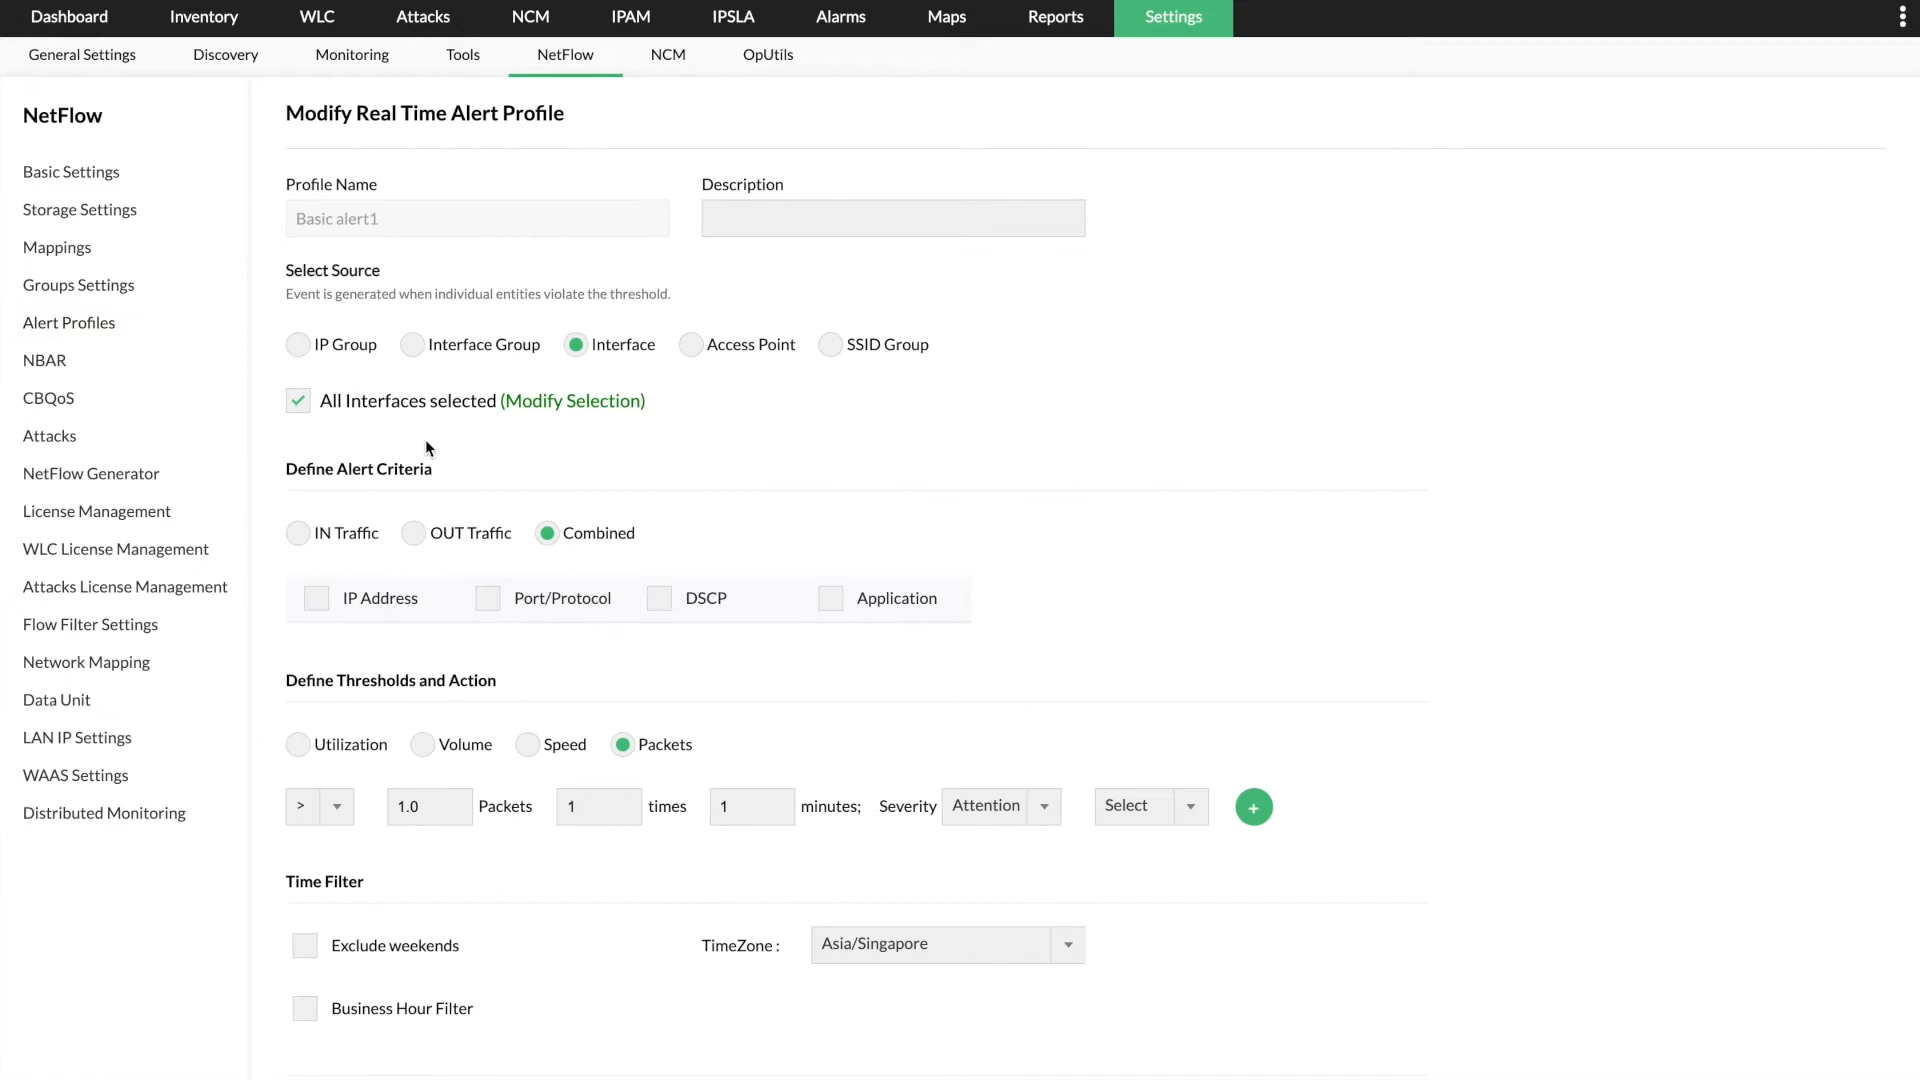 Dashboard Inventory WLC Attacks NCM IPAM IPSLA Alarms Maps Reports Settings
General Settings Discovery Monitoring Tools NetFlow NCM OpUtils
NetFlow
Basic Settings
Storage Settings
Mappings
Groups Settings
Alert Profiles
NBAR
CBQoS
Attacks
NetFlow Generator
License Management
WLC License Management
Attacks License Management
Flow Filter Settings
Network Mapping
Data Unit
LAN IP Settings
WAAS Settings
Distributed Monitoring
Modify Real Time Alert Profile
Profile Name Description
Basic alert1
Select Source
Event is generated when individual entities violate the threshold.
IP Group Interface Group Interface Access Point SSID Group
All Interfaces selected (Modify Selection)
Define Alert Criteria
IN Traffic OUT Traffic Combined
IP Address Port/Protocol DSCP Application
Define Thresholds and Action
Utilization Volume Speed Packets
> 1.0 Packets 1 times 1 minutes; Severity Attention Select +
Time Filter
Exclude weekends TimeZone : Asia/Singapore
Business Hour Filter